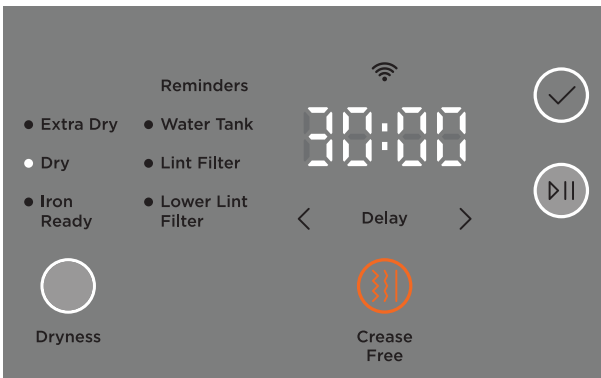 Reminders
Extra Dry
Water Tank
30:00
Dry
Lint Filter
Iron
Ready
Lower Lint
Filter
Delay
Dryness
Crease
Free